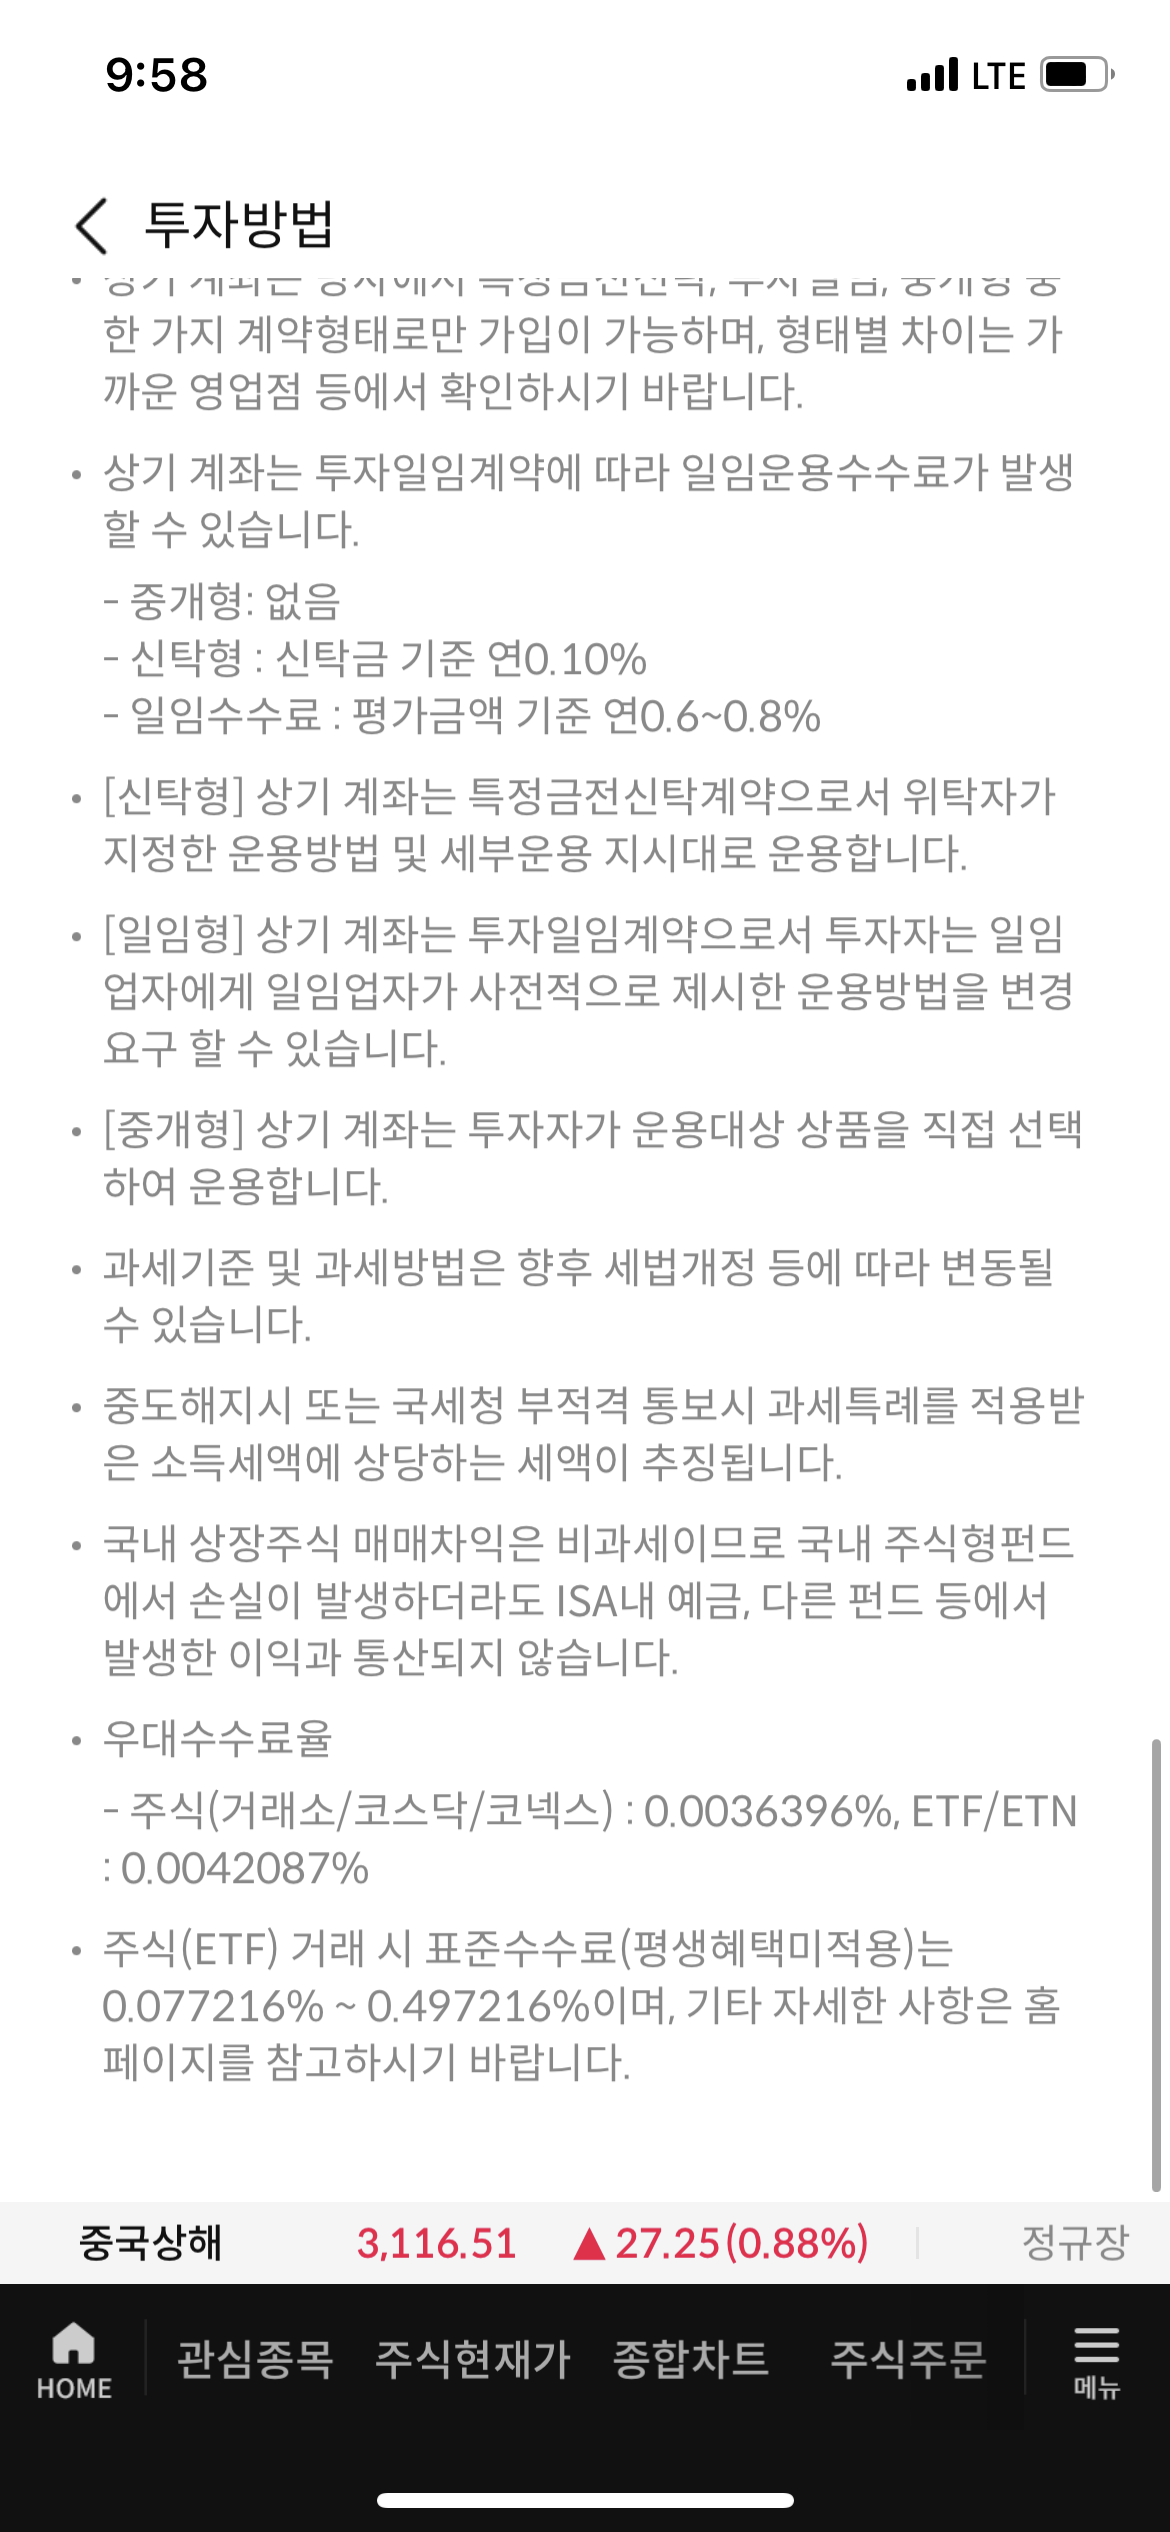 9:58
LTE
투자방법
상기 계좌는 당사에서 특정금전신탁, 투자일임, 중개형 중
한 가지 계약형태로만 가입이 가능하며, 형태별 차이는 가
까운 영업점 등에서 확인하시기 바랍니다.
• 상기 계좌는 투자일임계약에 따라 일임운용수수료가 발생
할 수 있습니다.
- 중개형: 없음
- 신탁형 : 신탁금 기준 연0.10%
- 일임수수료 : 평가금액 기준 연0.6~0.8%
• [신탁형] 상기 계좌는 특정금전신탁계약으로서 위탁자가
지정한 운용방법 및 세부운용 지시대로 운용합니다.
• [일임형] 상기 계좌는 투자일임계약으로서 투자자는 일임
업자에게 일임업자가 사전적으로 제시한 운용방법을 변경
요구 할 수 있습니다.
• [중개형] 상기 계좌는 투자자가 운용대상 상품을 직접 선택
하여 운용합니다.
• 과세기준 및 과세방법은 향후 세법개정 등에 따라 변동될
수 있습니다.
• 중도해지시 또는 국세청 부적격 통보시 과세특례를 적용받
은 소득세액에 상당하는 세액이 추징됩니다.
• 국내 상장주식 매매차익은 비과세이므로 국내 주식형펀드
에서 손실이 발생하더라도 ISA내 예금, 다른 펀드 등에서
발생한 이익과 통산되지 않습니다.
• 우대수수료율
- 주식(거래소/코스닥/코넥스) : 0.0036396%, ETF/ETN
: 0.0042087%
• 주식(ETF) 거래 시 표준수수료(평생혜택미적용)는
0.077216% ~ 0.497216%이며, 기타 자세한 사항은 홈
페이지를 참고하시기 바랍니다.
중국상해 3,116.51 ▲ 27.25(0.88%) 정규장
HOME 관심종목 주식현재가 종합차트 주식주문 메뉴